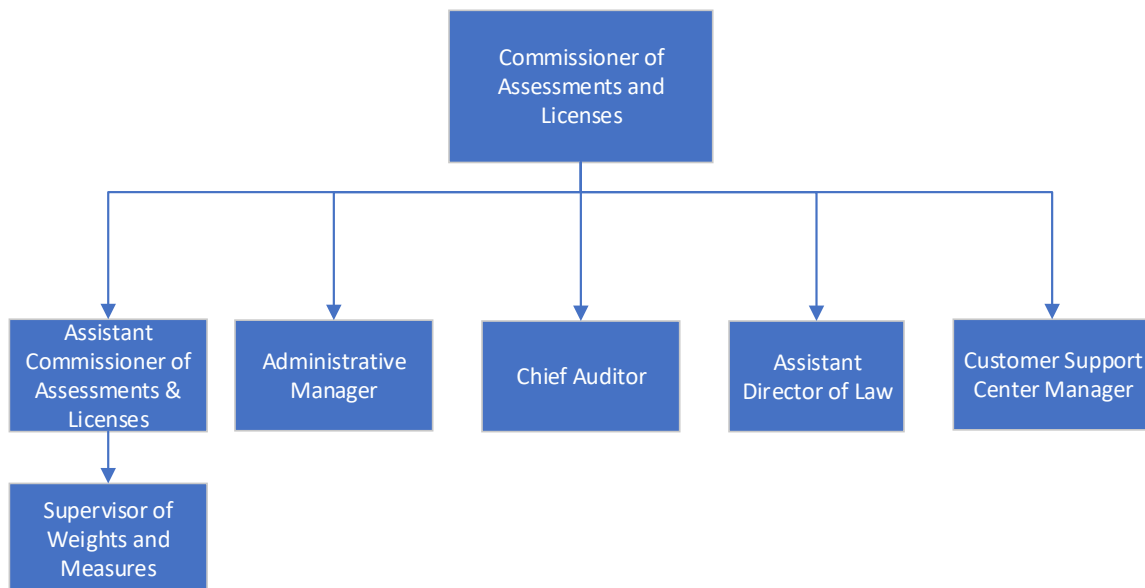 Commissioner of
Assessments and
Licenses
Assistant
Commissioner of
Assessments &
Licenses
Administrative
Manager
Chief Auditor
Assistant
Director of Law
Customer Support
Center Manager
Supervisor of
Weights and
Measures